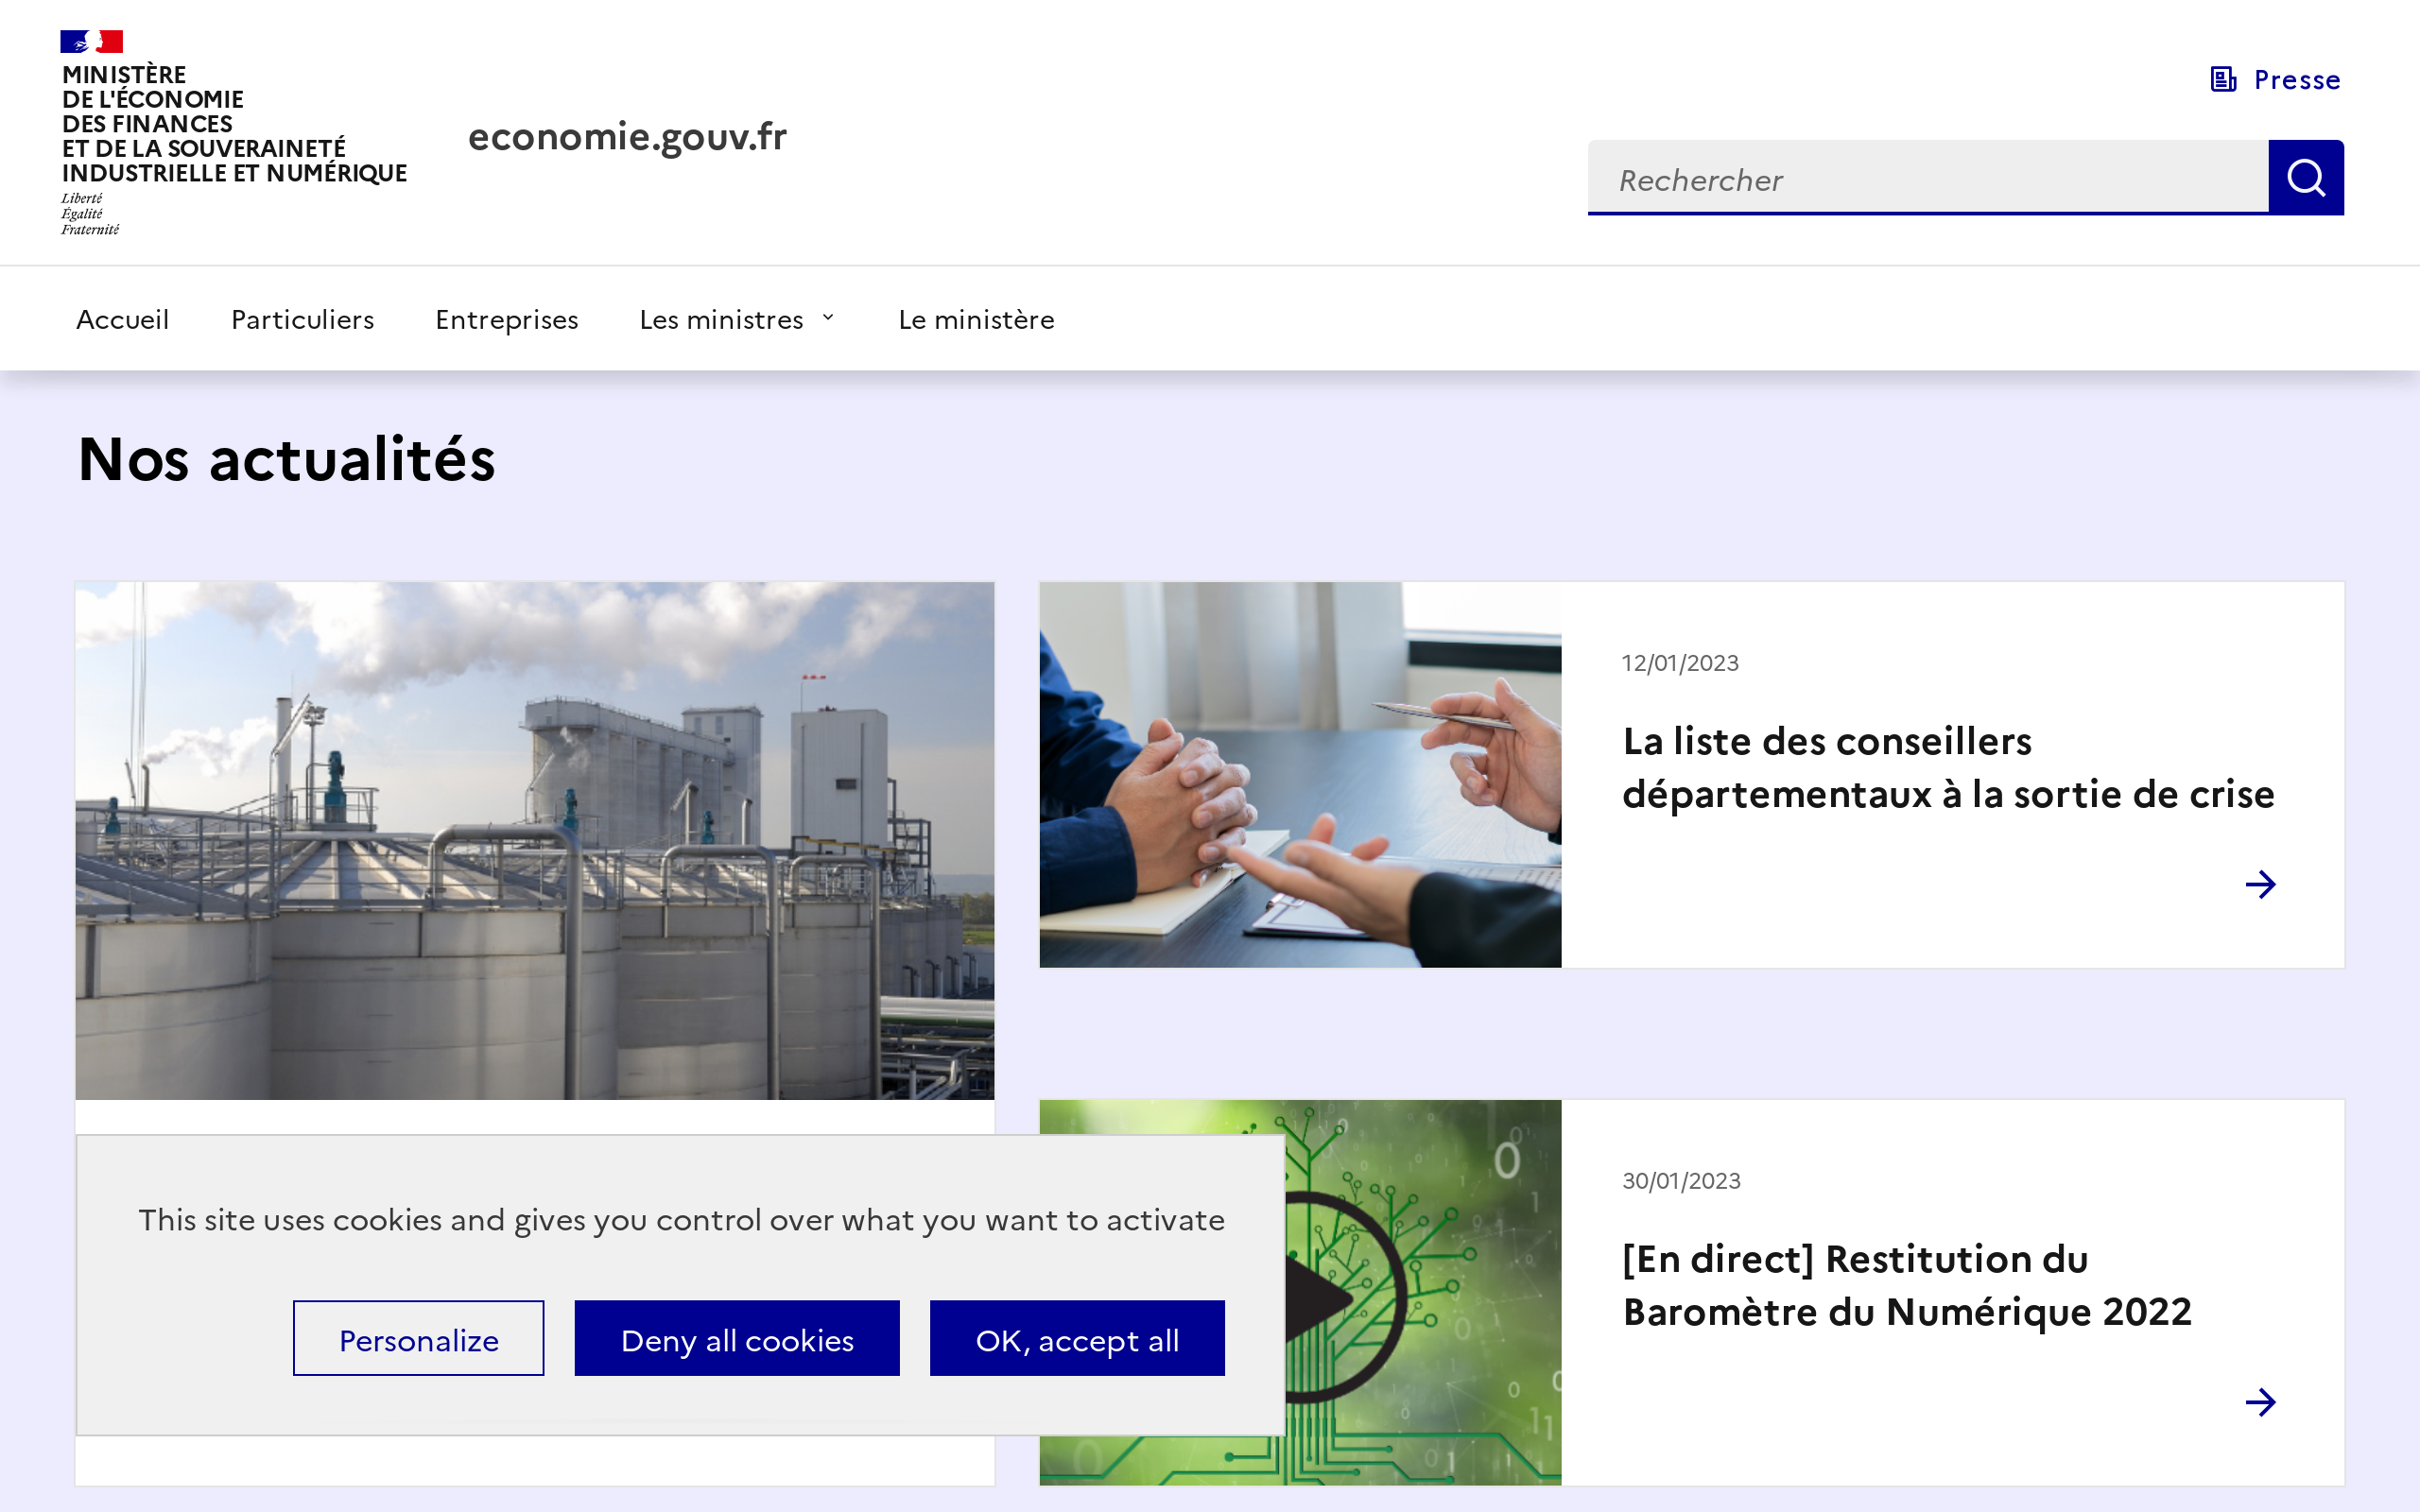 MINISTÈRE
DE L'ÉCONOMIE
DES FINANCES
ET DE LA SOUVERAINETÉ
INDUSTRIELLE ET NUMÉRIQUE
Liberté
Égalité
Fraternité
economie.gouv.fr
Presse
Rechercher
Accueil
Particuliers
Entreprises
Les ministres
Le ministère
Nos actualités
12/01/2023
La liste des conseillers
départementaux à la sortie de crise
30/01/2023
[En direct] Restitution du
Baromètre du Numérique 2022
This site uses cookies and gives you control over what you want to activate
Personalize
Deny all cookies
OK, accept all